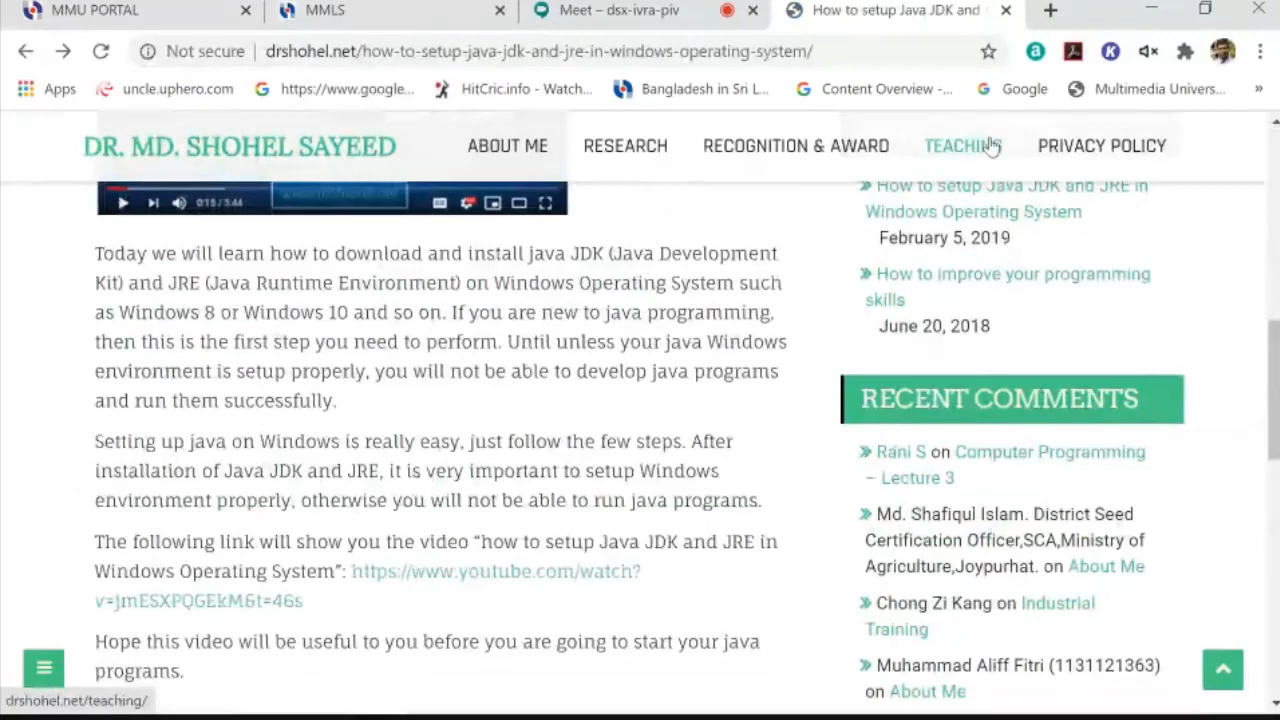 MMU PORTAL
MMLS
Meet – dsx-ivra-piv
How to setup Java JDK and
Not secure
drshohel.net/how-to-setup-java-jdk-and-jre-in-windows-operating-system/
Apps
uncle.uphero.com
https://www.google...
HitCric.info - Watch...
Bangladesh in Sri L...
Content Overview -...
Google
Multimedia Univers...
»
DR. MD. SHOHEL SAYEED
ABOUT ME
RESEARCH
RECOGNITION & AWARD
TEACHING
PRIVACY POLICY
0:15 / 3:44
Today we will learn how to download and install java JDK (Java Development
Kit) and JRE (Java Runtime Environment) on Windows Operating System such
as Windows 8 or Windows 10 and so on. If you are new to java programming,
then this is the first step you need to perform. Until unless your java Windows
environment is setup properly, you will not be able to develop java programs
and run them successfully.
Setting up java on Windows is really easy, just follow the few steps. After
installation of Java JDK and JRE, it is very important to setup Windows
environment properly, otherwise you will not be able to run java programs.
The following link will show you the video “how to setup Java JDK and JRE in
Windows Operating System”: https://www.youtube.com/watch?
v=jmESXPQGEkM&t=46s
Hope this video will be useful to you before you are going to start your java
programs.
» How to setup Java JDK and JRE in
Windows Operating System
February 5, 2019
» How to improve your programming
skills
June 20, 2018
RECENT COMMENTS
» Rani S on Computer Programming
– Lecture 3
» Md. Shafiqul Islam. District Seed
Certification Officer,SCA,Ministry of
Agriculture,Joypurhat. on About Me
» Chong Zi Kang on Industrial
Training
» Muhammad Aliff Fitri (1131121363)
on About Me
drshohel.net/teaching/